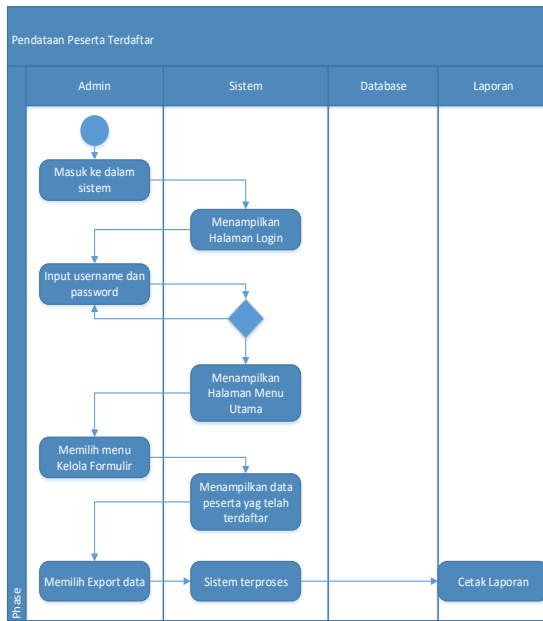 Pendataan Peserta Terdaftar
Admin
Sistem
Database
Laporan
Masuk ke dalam
sistem
Menampilkan
Halaman Login
Input username dan
password
Menampilkan
Halaman Menu
Utama
Memilih menu
Kelola Formulir
Menampilkan data
peserta yag telah
terdaftar
Memilih Export data
Sistem terproses
Cetak Laporan
Phase